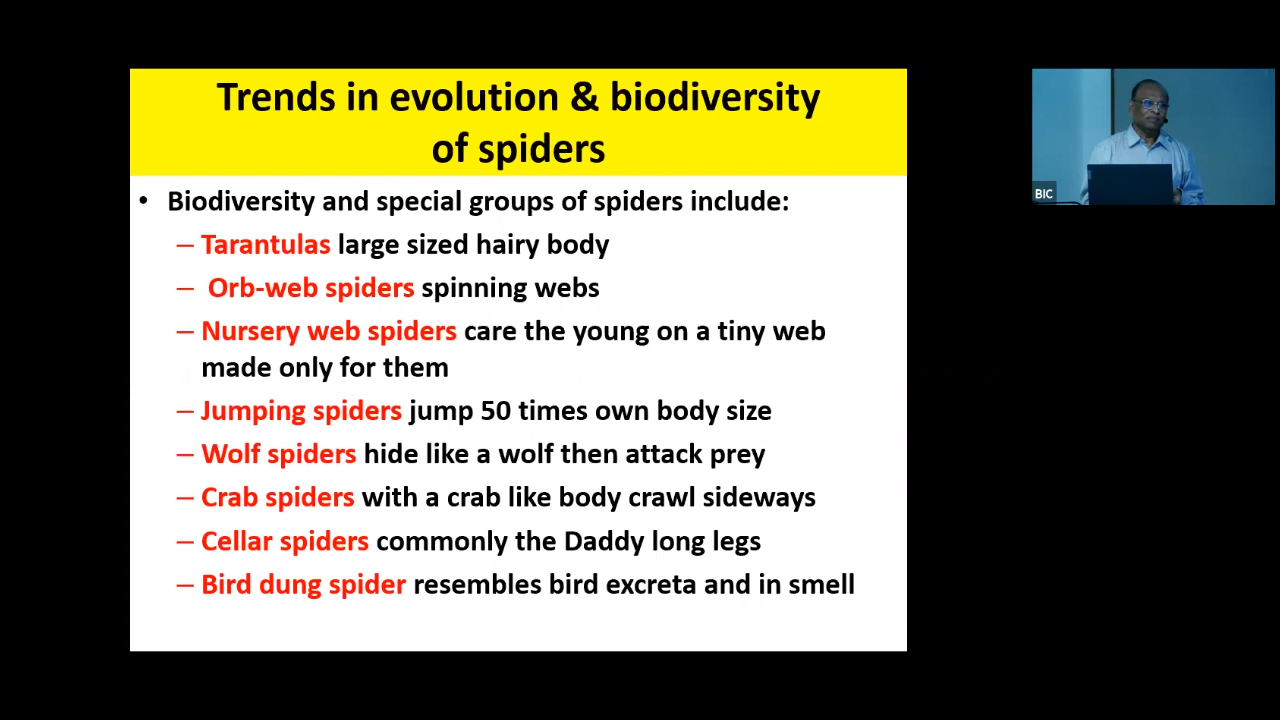 Trends in evolution & biodiversity
of spiders
• Biodiversity and special groups of spiders include:
– Tarantulas large sized hairy body
– Orb-web spiders spinning webs
– Nursery web spiders care the young on a tiny web
made only for them
– Jumping spiders jump 50 times own body size
– Wolf spiders hide like a wolf then attack prey
– Crab spiders with a crab like body crawl sideways
– Cellar spiders commonly the Daddy long legs
– Bird dung spider resembles bird excreta and in smell
BIC